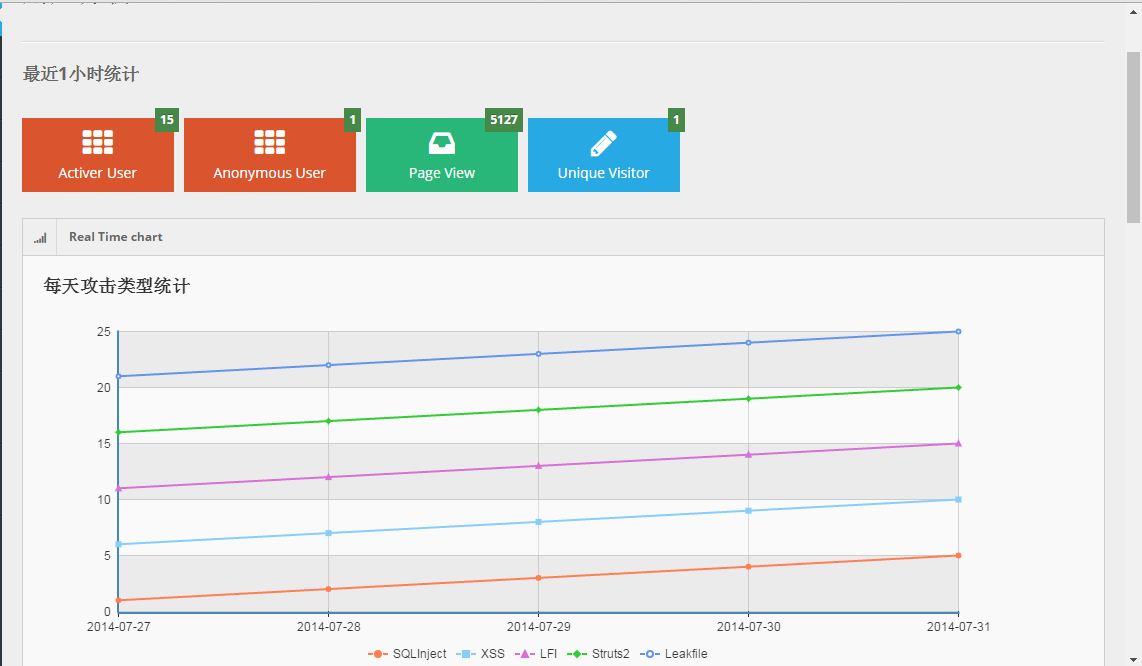 最近1小时统计
15
1
5127
1
Activer User
Anonymous User
Page View
Unique Visitor
Real Time chart
每天攻击类型统计
25
20
15
10
5
0
2014-07-27 2014-07-28 2014-07-29 2014-07-30 2014-07-31
SQLInject XSS LFI Struts2 Leakfile